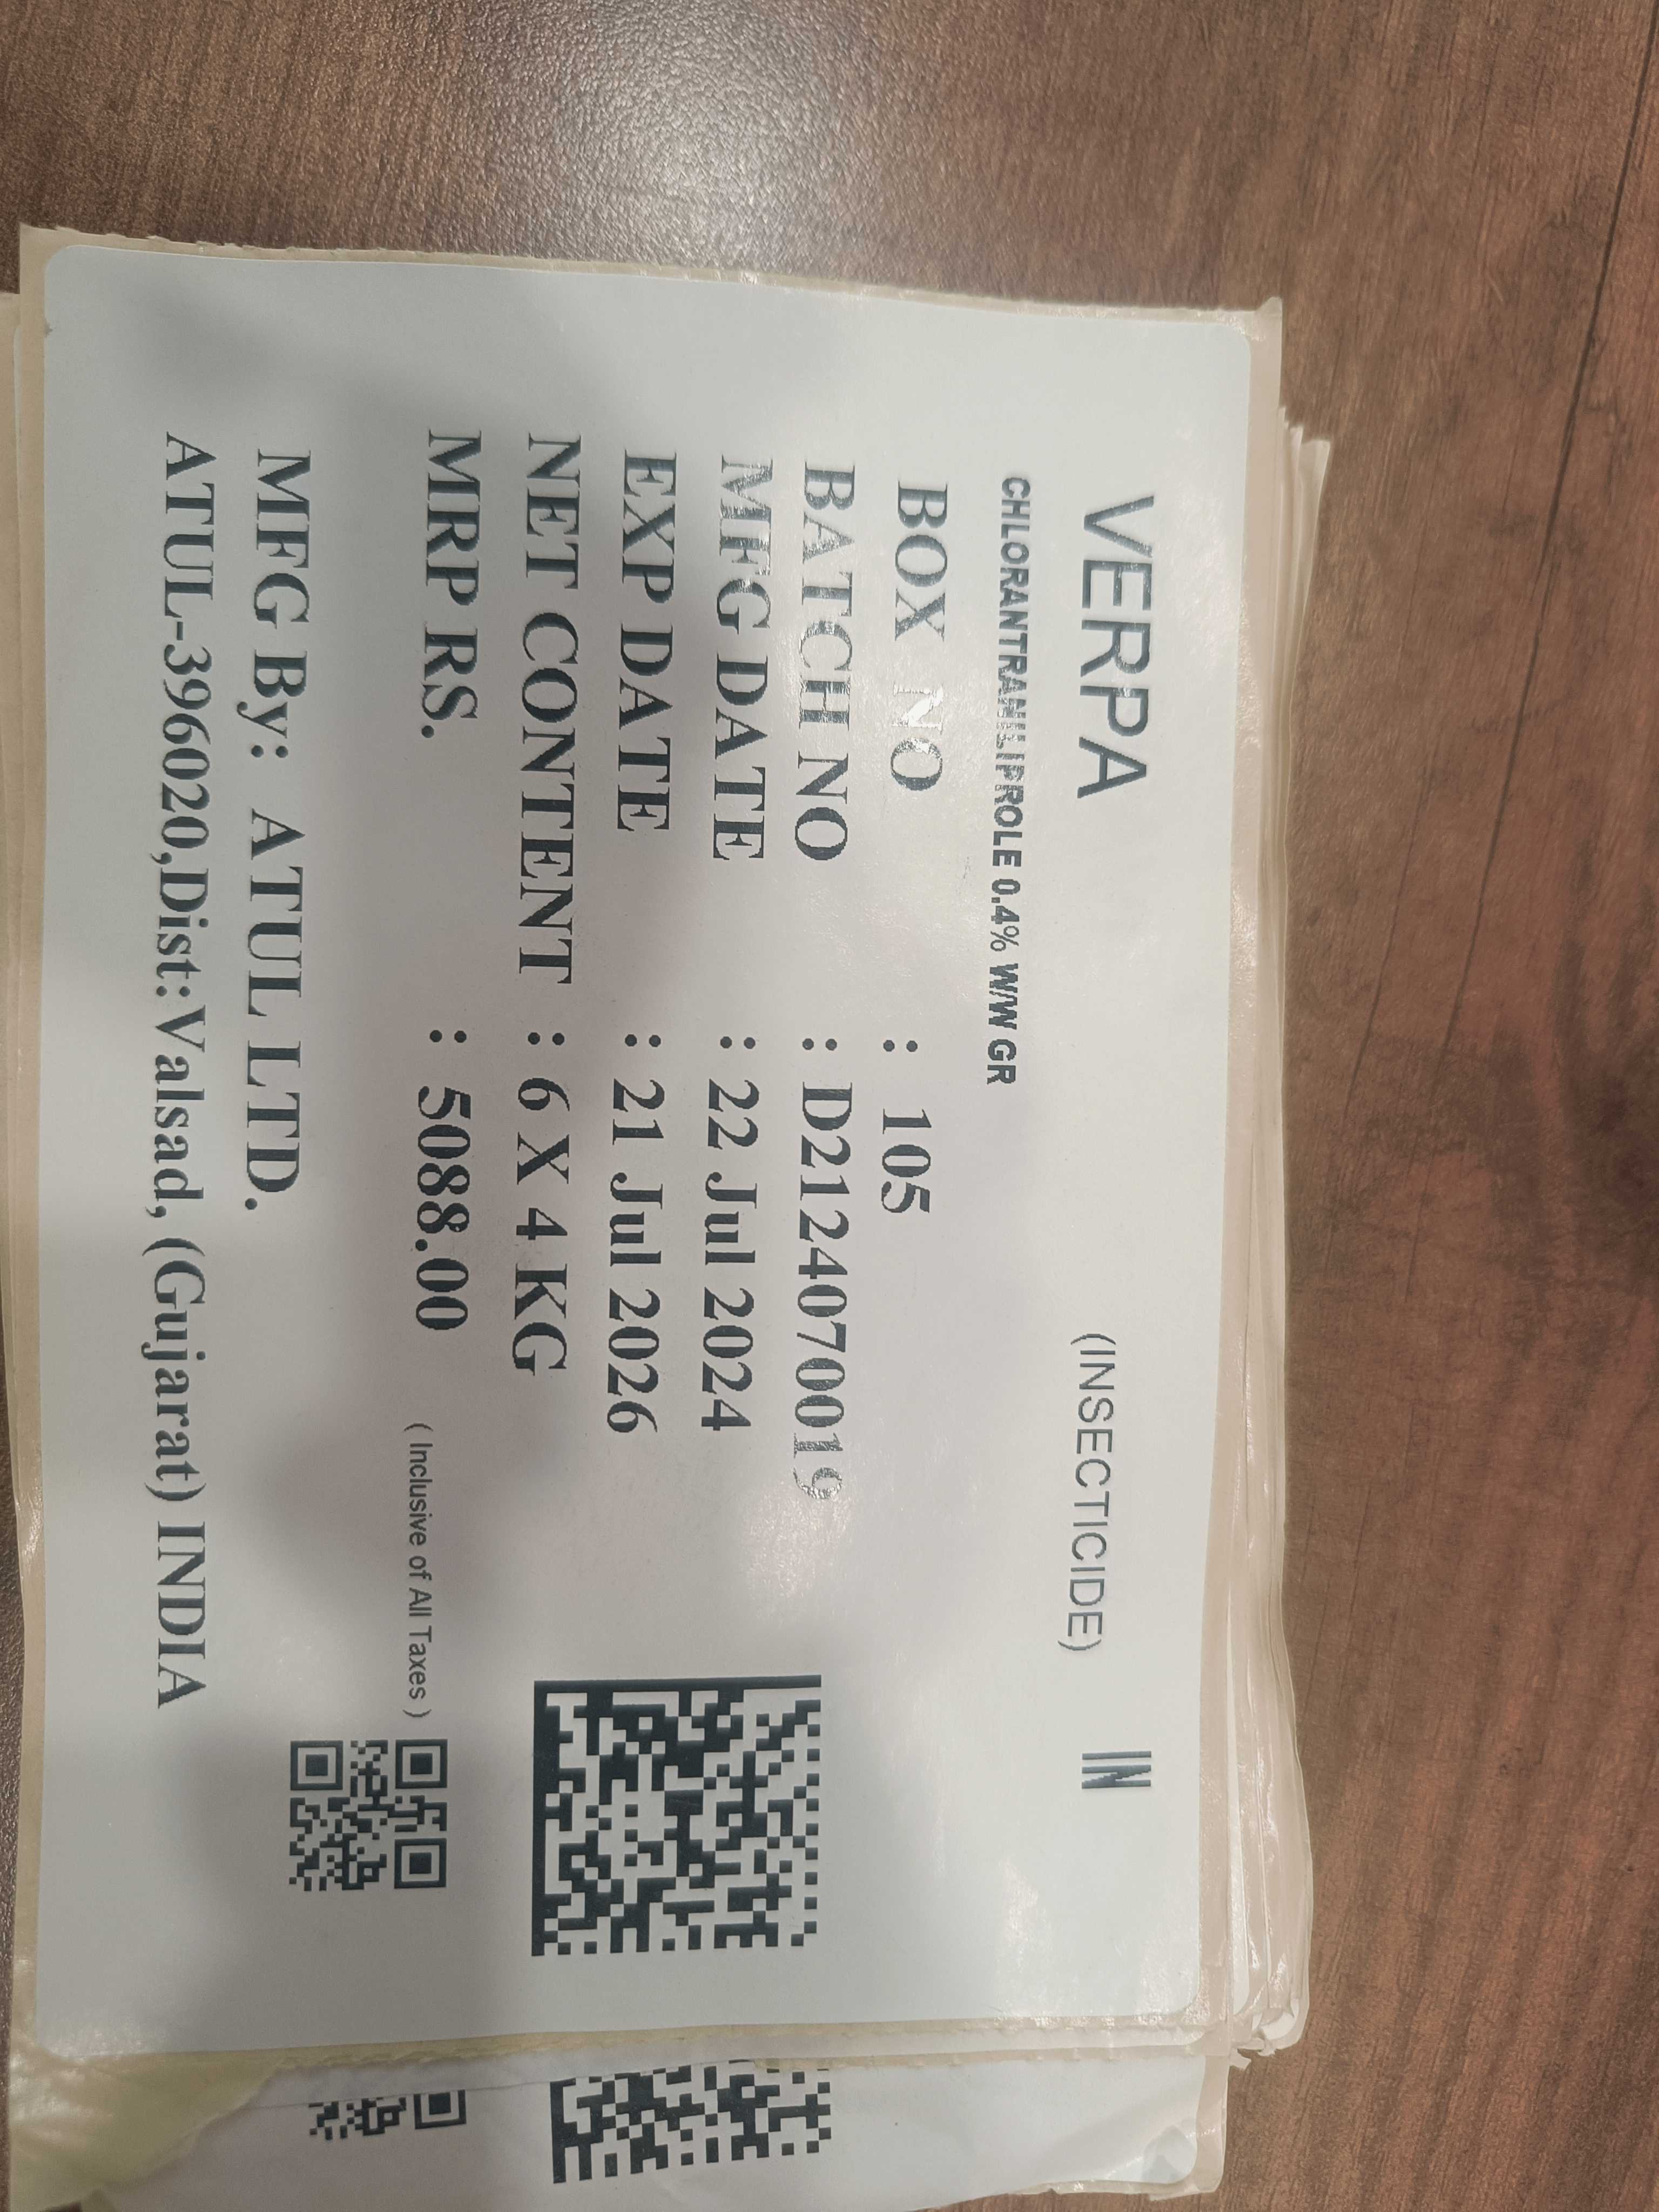 VERPA (INSECTICIDE) IN
CHLORANTRANILIPROLE 0.4% W/W GR
BOX NO : 105
BATCH NO : D2124070019
MFG DATE : 22 Jul 2024
EXP DATE : 21 Jul 2026
NET CONTENT : 6 X 4 KG
MRP RS. : 5088.00 ( Inclusive of All Taxes )
MFG By: ATUL LTD.
ATUL-396020,Dist::Valsad, (Gujarat) INDIA